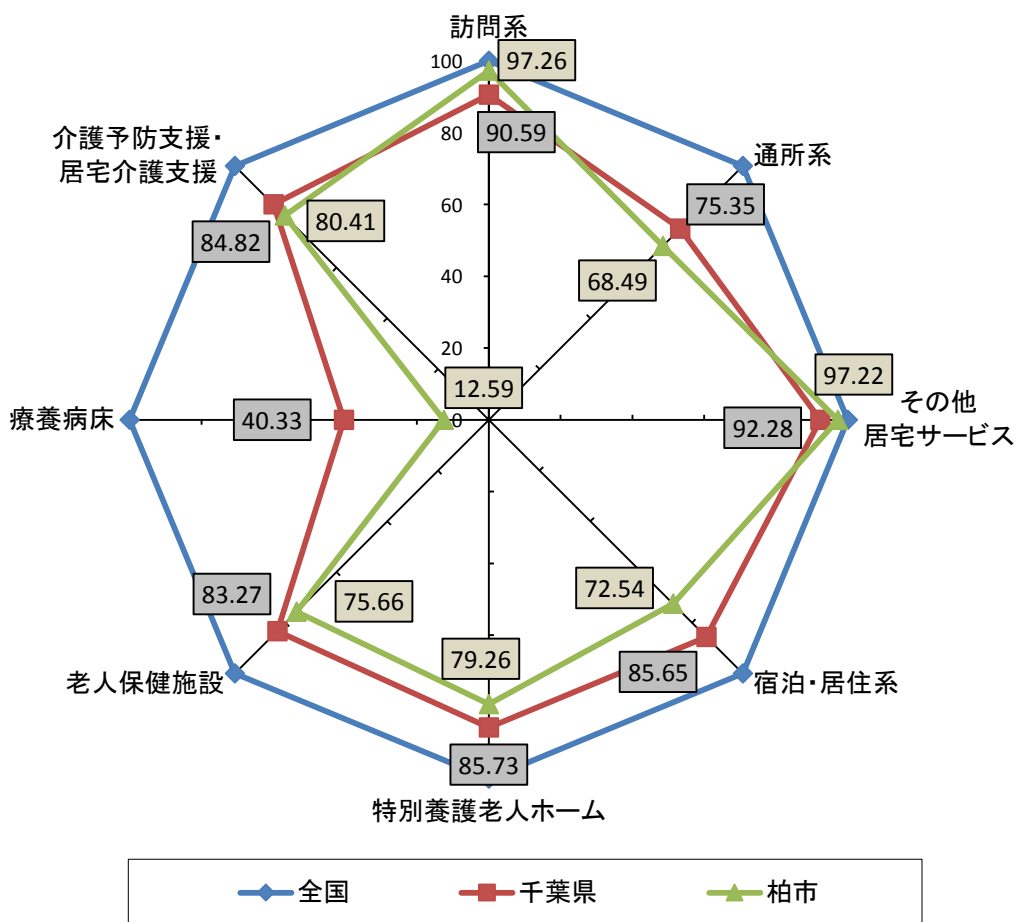 訪問系
100
97.26
80
90.59
介護予防支援・
居宅介護支援
通所系
75.35
60
80.41
84.82
40
68.49
20
12.59
97.22
療養病床
40.33
0
92.28
その他
居宅サービス
83.27
75.66
72.54
79.26
85.65
老人保健施設
宿泊・居住系
85.73
特別養護老人ホーム
全国
千葉県
柏市